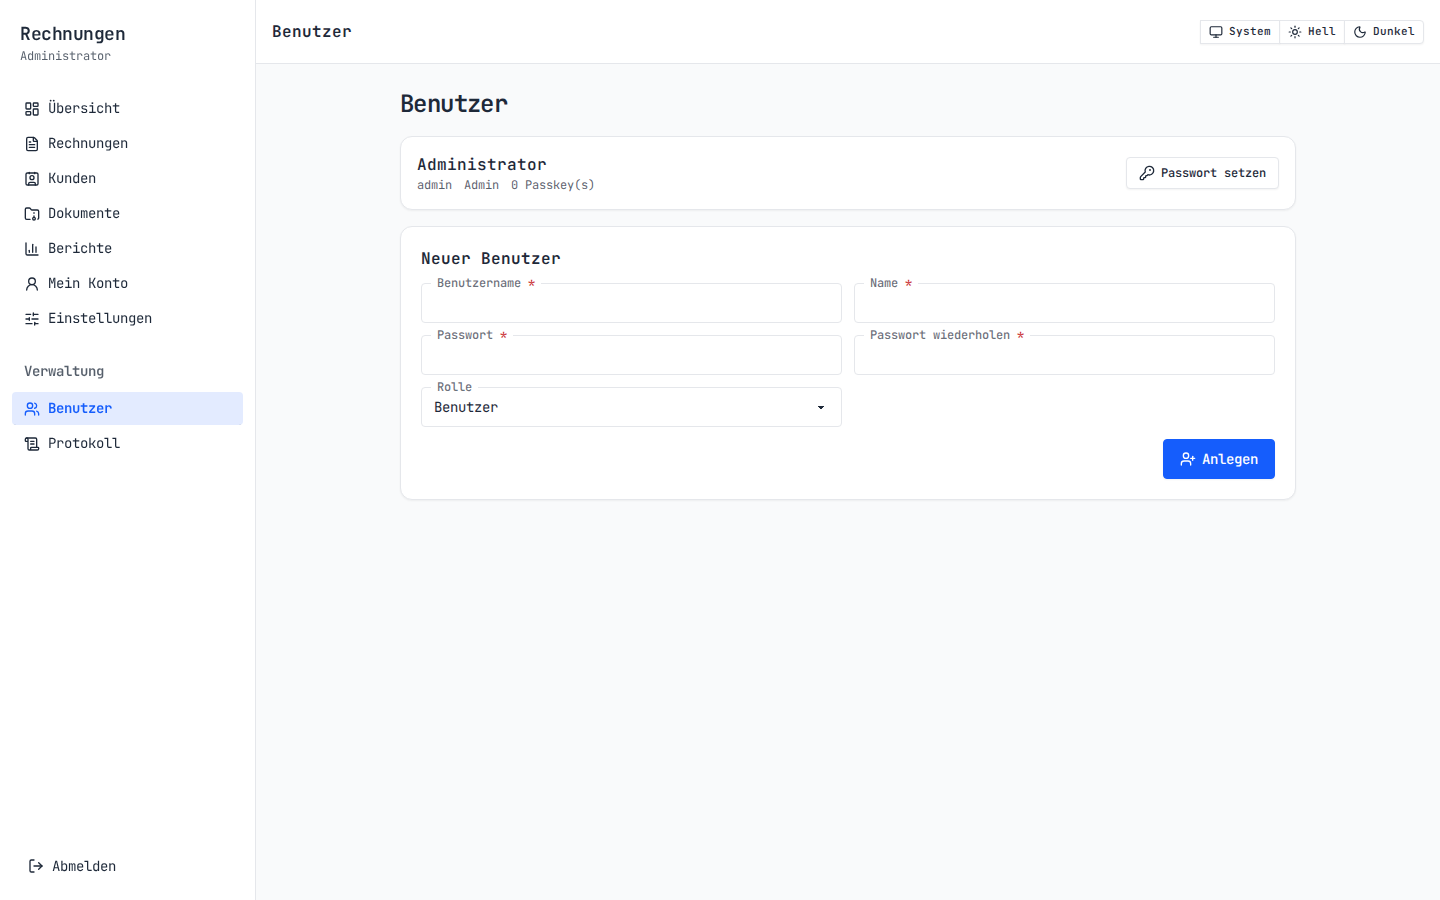 Rechnungen
Administrator
Übersicht
Rechnungen
Kunden
Dokumente
Berichte
Mein Konto
Einstellungen
Verwaltung
Benutzer
Protokoll
Abmelden
Benutzer
System Hell Dunkel
Benutzer
Administrator
admin Admin 0 Passkey(s)
Passwort setzen
Neuer Benutzer
Benutzername * Name *
Passwort * Passwort wiederholen *
Rolle
Benutzer
Anlegen